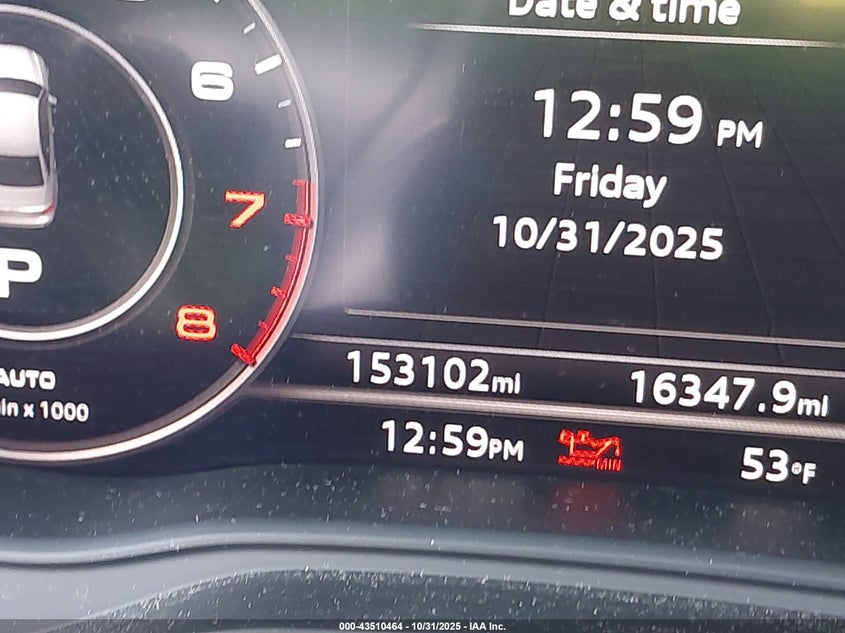 Date & time
6
12:59 PM
Friday
7
10/31/2025
P
8
153102mi
16347.9mi
AUTO
x 1000
12:59PM
MIN
53°F
000-43510464 - 10/31/2025 - IAA Inc.